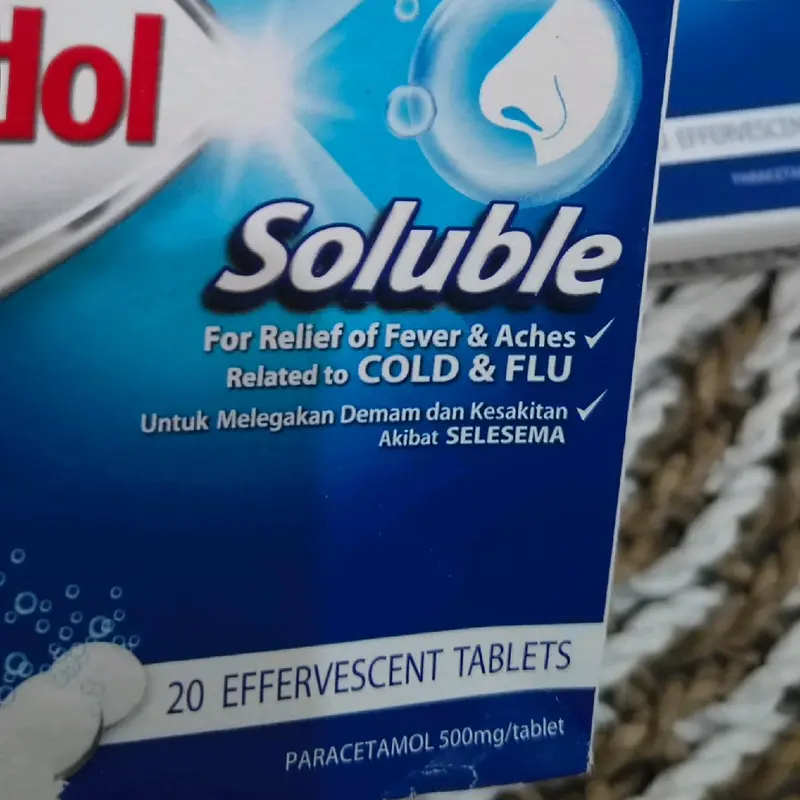 dol
Soluble
For Relief of Fever & Aches ✓
Related to COLD & FLU
Untuk Melegakan Demam dan Kesakitan ✓
Akibat SELESEMA
20 EFFERVESCENT TABLETS
PARACETAMOL 500mg/tablet
EFFERVESCEN